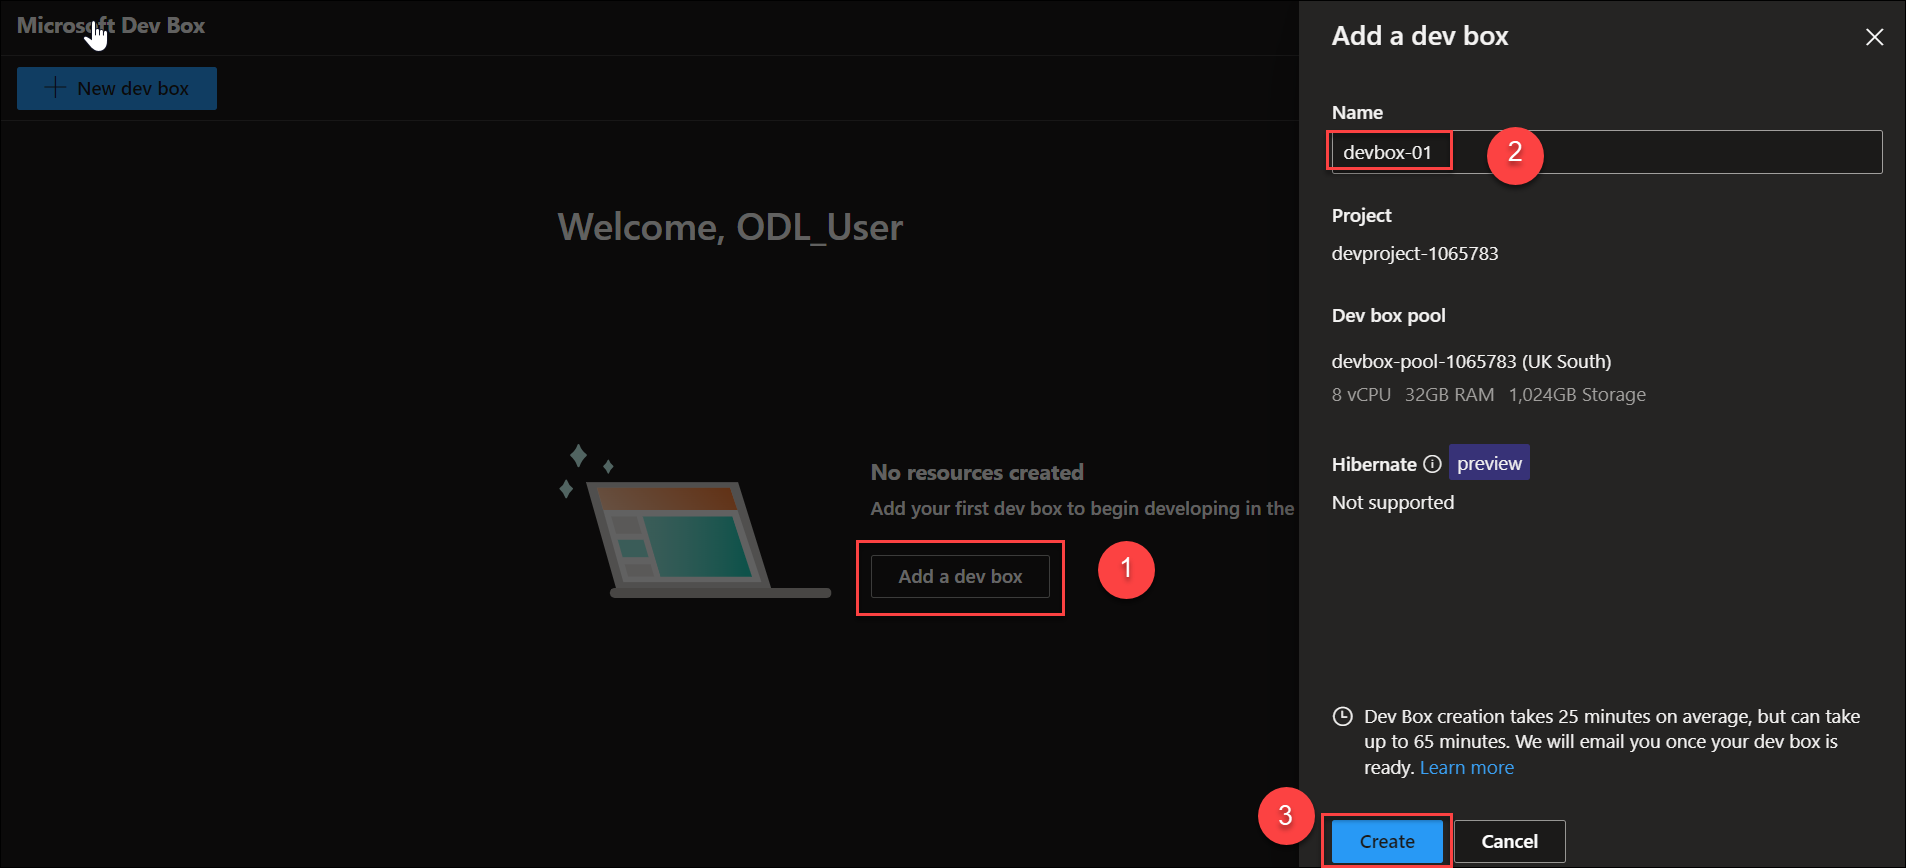 Microsoft Dev Box
New dev box
Welcome, ODL_User
No resources created
Add your first dev box to begin developing in the
Add a dev box
1
Add a dev box
Name
devbox-01
2
Project
devproject-1065783
Dev box pool
devbox-pool-1065783 (UK South)
8 vCPU 32GB RAM 1,024GB Storage
Hibernate preview
Not supported
Dev Box creation takes 25 minutes on average, but can take
up to 65 minutes. We will email you once your dev box is
ready. Learn more
3
Create Cancel